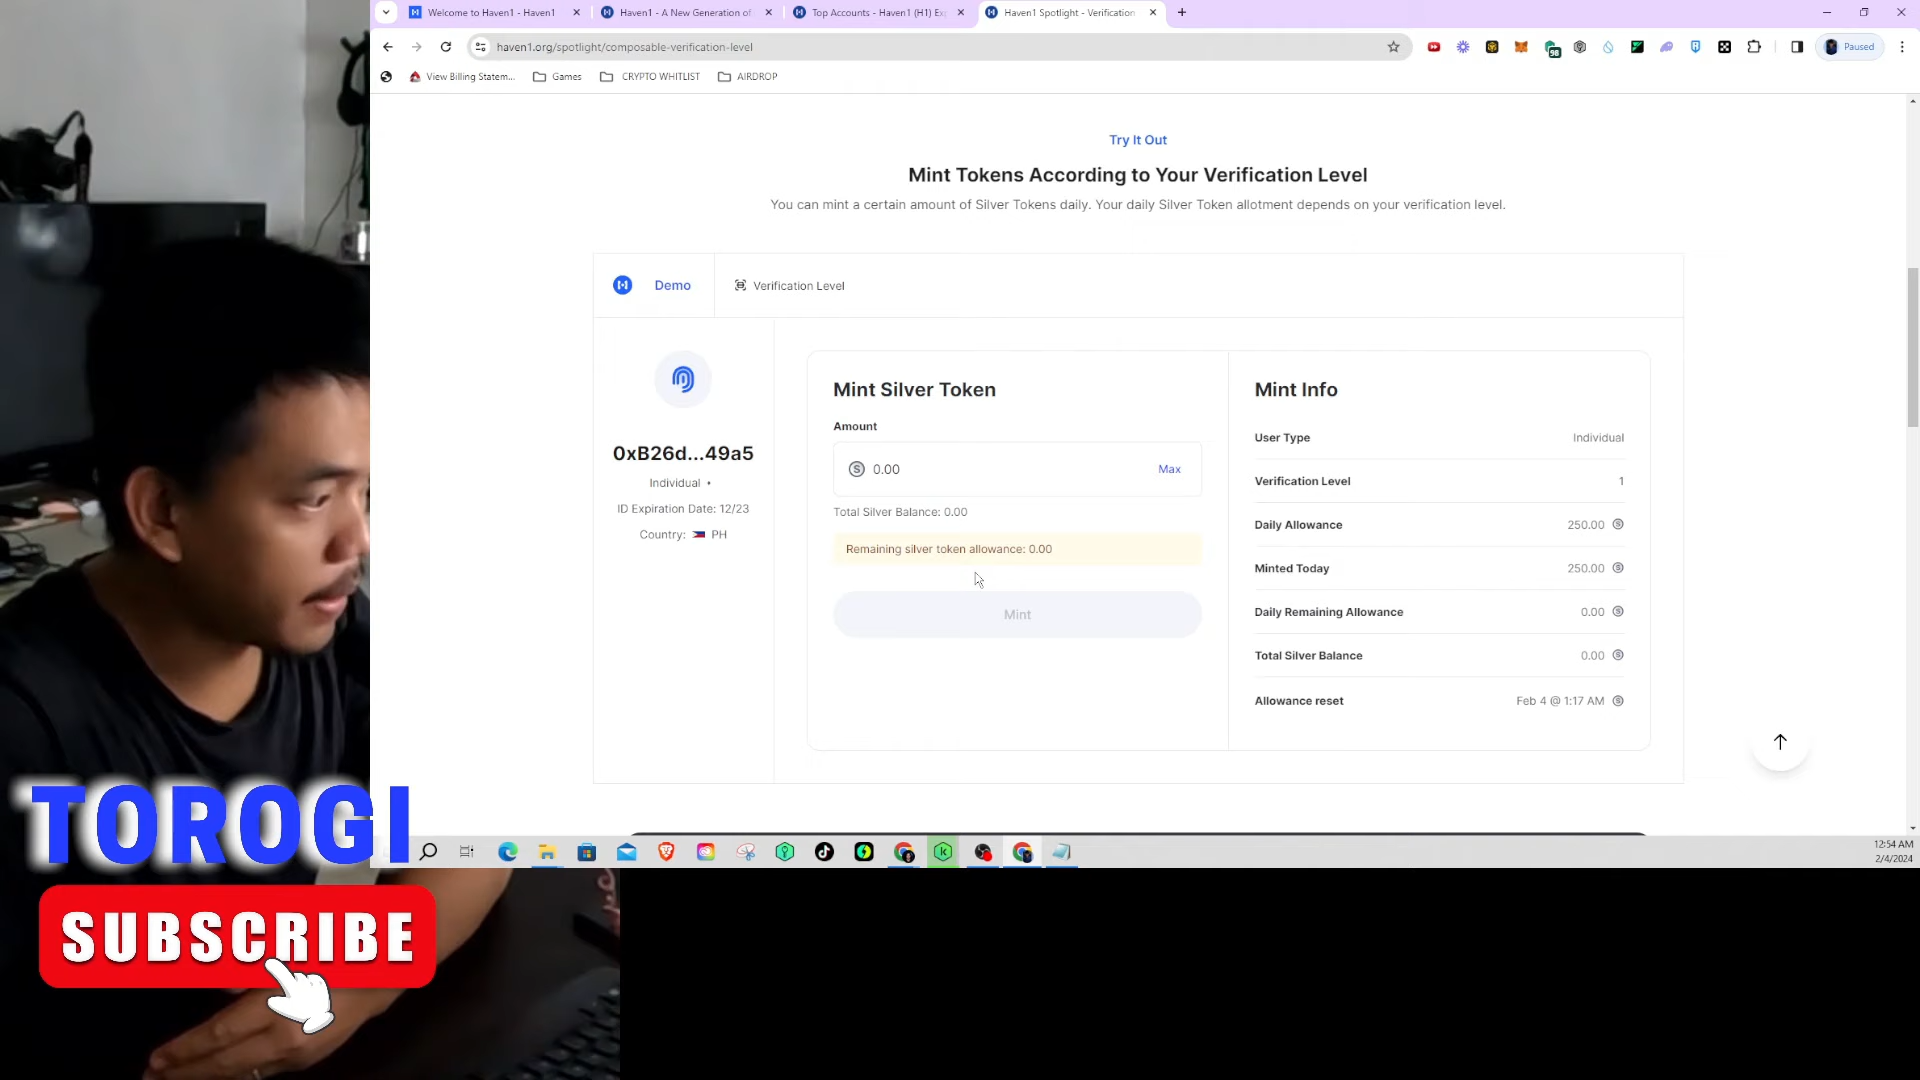 Welcome to Haven1 - Haven1
Haven1 - A New Generation of
Top Accounts - Haven1 (H1) Ex
Haven1 Spotlight - Verification
haven1.org/spotlight/composable-verification-level
98
Paused
View Billing Statem...
Games
CRYPTO WHITLIST
AIRDROP
Try It Out
Mint Tokens According to Your Verification Level
You can mint a certain amount of Silver Tokens daily. Your daily Silver Token allotment depends on your verification level.
Demo
Verification Level
0xB26d...49a5
Individual •
ID Expiration Date: 12/23
Country: PH
Mint Silver Token
Amount
0.00
Max
Total Silver Balance: 0.00
Remaining silver token allowance: 0.00
Mint
Mint Info
User Type Individual
Verification Level 1
Daily Allowance 250.00
Minted Today 250.00
Daily Remaining Allowance 0.00
Total Silver Balance 0.00
Allowance reset Feb 4 @ 1:17 AM
12:54 AM
2/4/2024
TOROGI
SUBSCRIBE